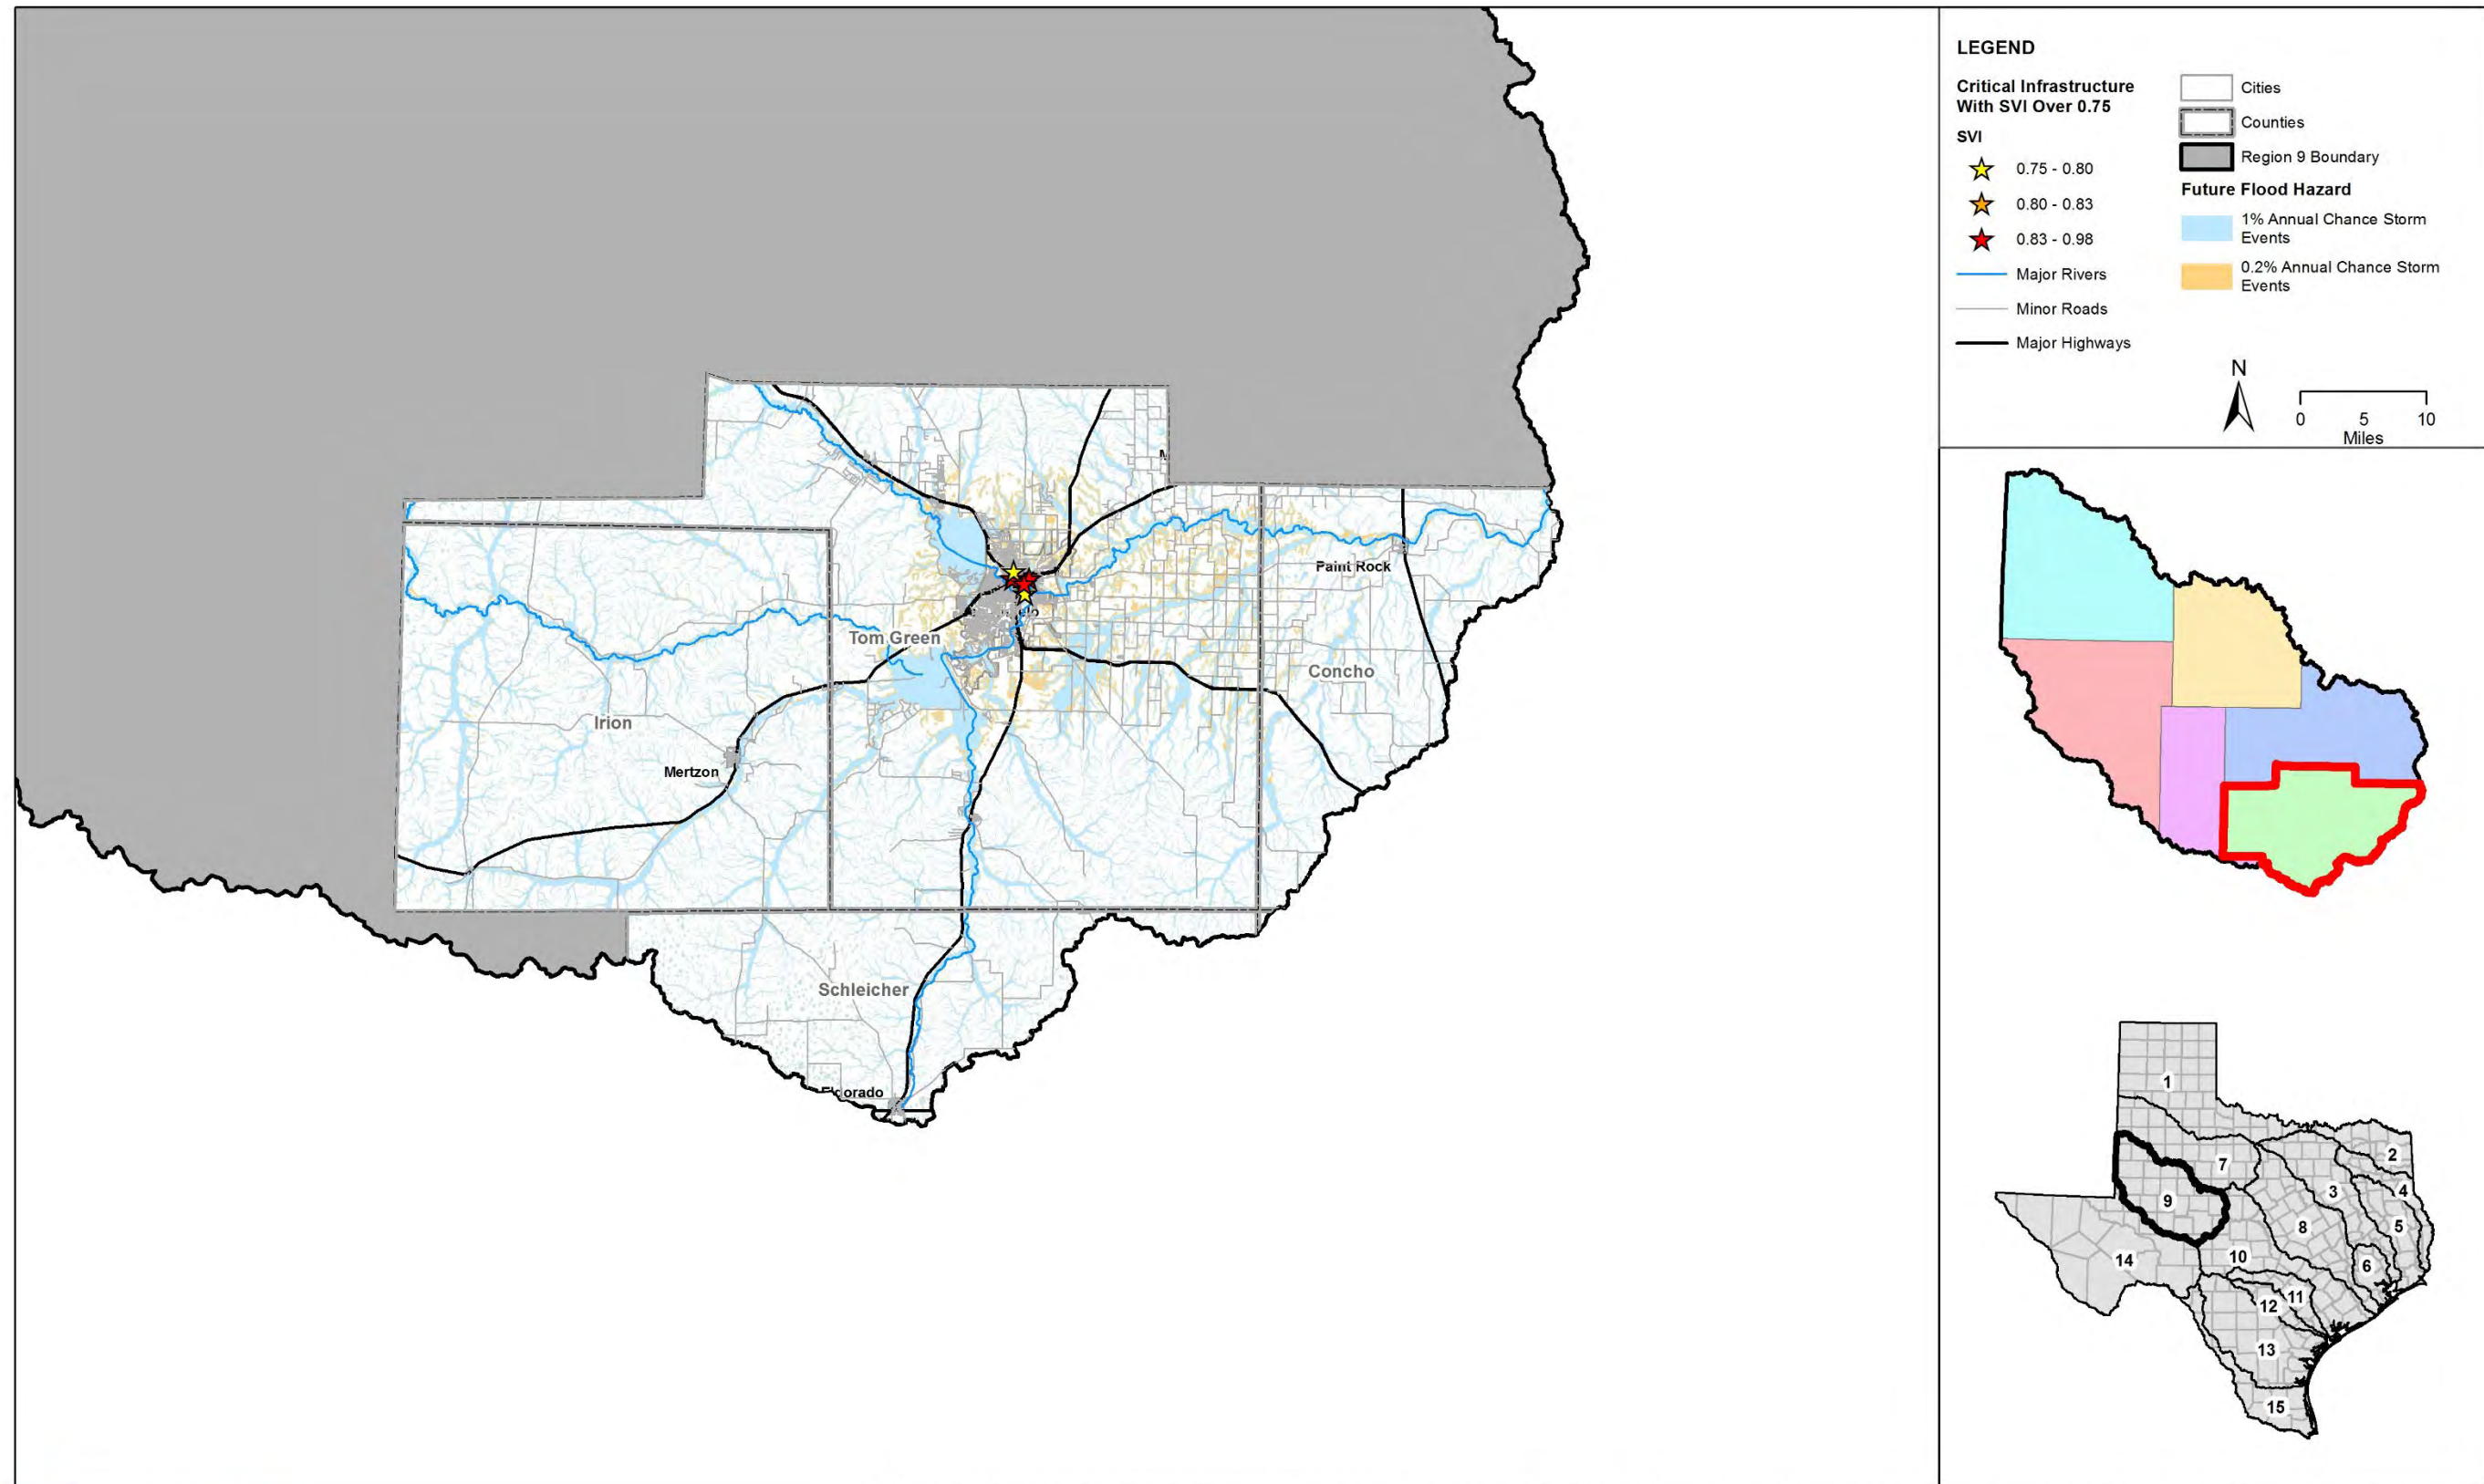 LEGEND
Critical Infrastructure
With SVI Over 0.75
SVI
0.75 - 0.80
0.80 - 0.83
0.83 - 0.98
Major Rivers
Minor Roads
Major Highways
Cities
Counties
Region 9 Boundary
Future Flood Hazard
1% Annual Chance Storm
Events
0.2% Annual Chance Storm
Events
N
0 5 10
Miles
Paint Rock
Tom Green
Concho
Irion
Mertzon
Schleicher
1
2
7
3
4
9
8
5
10
14
6
11
12
13
15